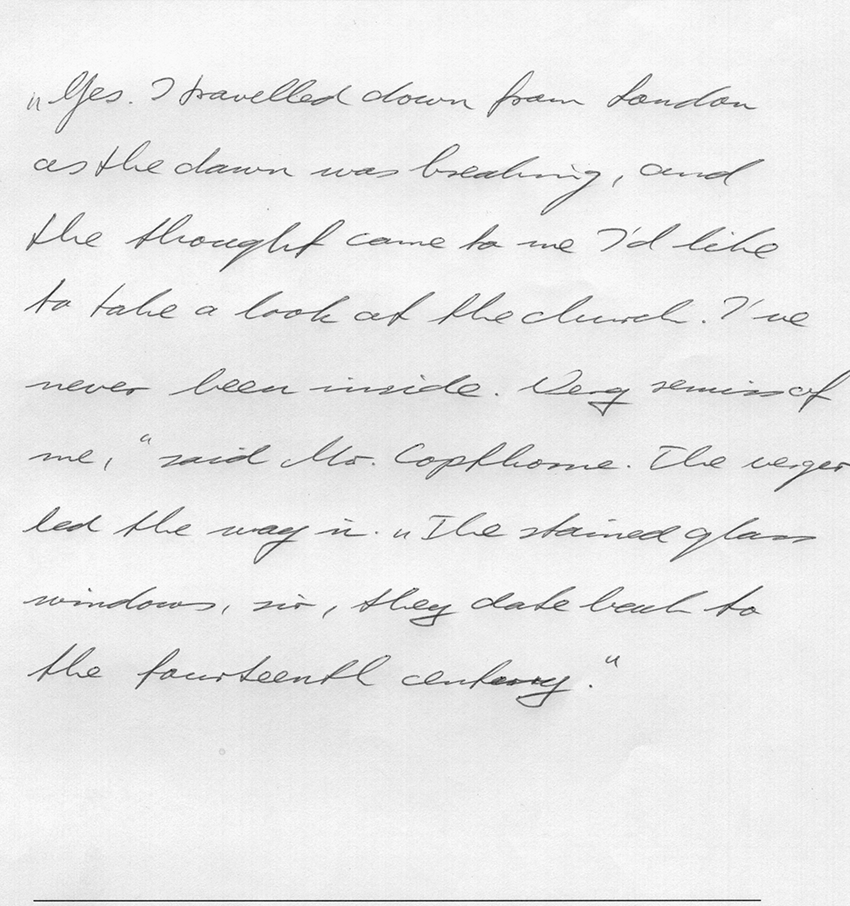 „Yes. I travelled down from London
as the dawn was breaking, and
the thought came to me I'd like
to take a look at the church. I've
never been inside. Very remiss of
me,“ said Mr. Copthorne. The verger
led the way in. „The stained glass
windows, sir, they date back to
the fourteenth century.“